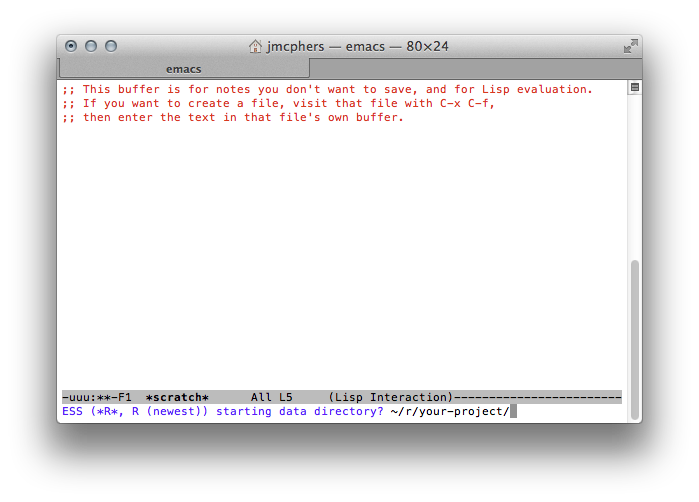 jmcphers — emacs — 80×24
emacs
;; This buffer is for notes you don't want to save, and for Lisp evaluation.
;; If you want to create a file, visit that file with C-x C-f,
;; then enter the text in that file's own buffer.
-uuu:**-F1  *scratch*      All L5     (Lisp Interaction)------------------------
ESS (*R*, R (newest)) starting data directory? ~/r/your-project/